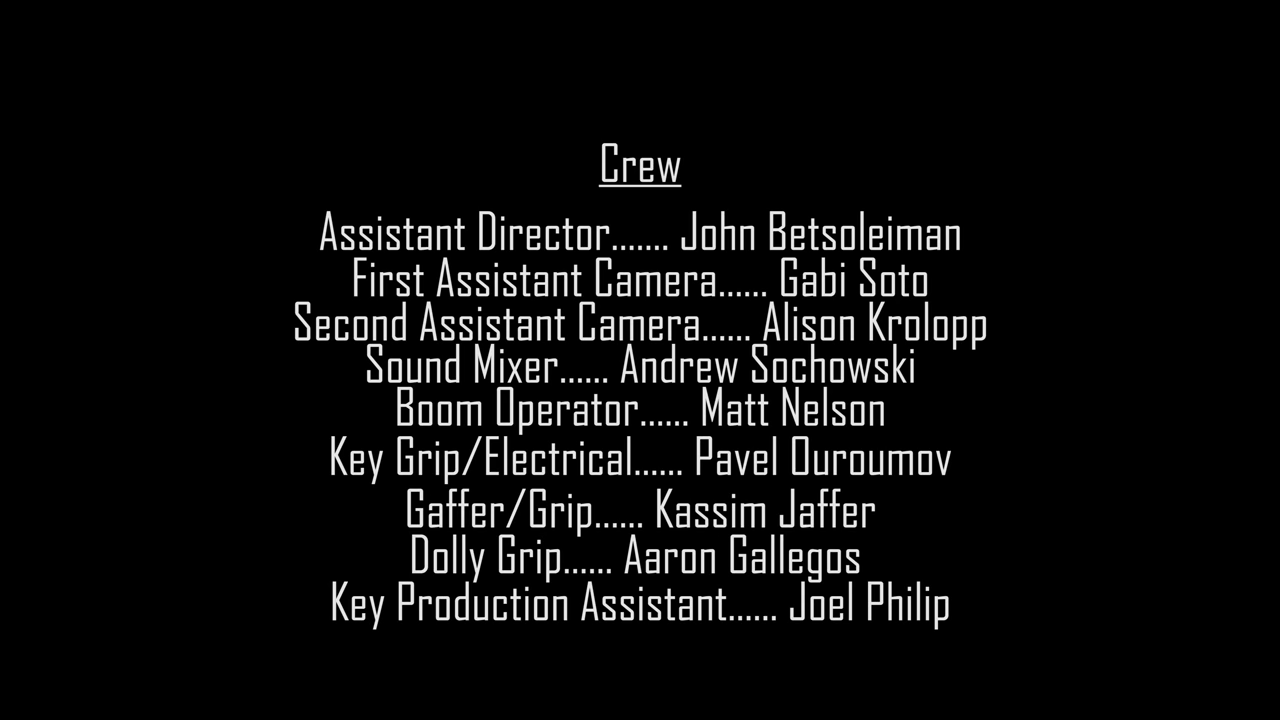 Crew
Assistant Director....... John Betsoleiman
First Assistant Camera...... Gabi Soto
Second Assistant Camera...... Alison Krolopp
Sound Mixer...... Andrew Sochowski
Boom Operator...... Matt Nelson
Key Grip/Electrical...... Pavel Ouroumov
Gaffer/Grip...... Kassim Jaffer
Dolly Grip...... Aaron Gallegos
Key Production Assistant...... Joel Philip